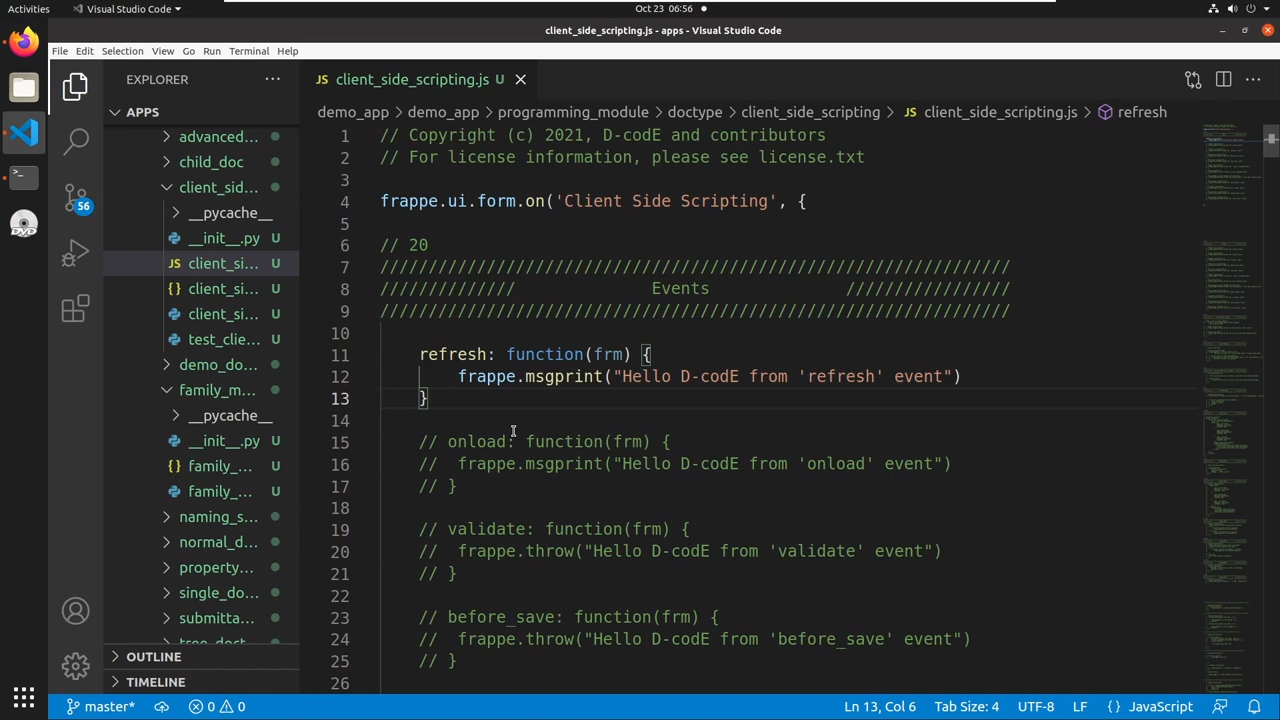 Activities
Visual Studio Code
Oct 23 06:56
client_side_scripting.js - apps - Visual Studio Code
File Edit Selection View Go Run Terminal Help
EXPLORER
client_side_scripting.js U
APPS
demo_app > demo_app > programming_module > doctype > client_side_scripting > JS client_side_scripting.js > refresh
advanced...
child_doc
client_sid...
__pycache__
__init__.py U
JS client_si... U
{} client_si... U
client_si... U
test_clie... U
demo_do...
family_m...
__pycache__
__init__.py U
{} family_... U
family_... U
naming_s...
normal_d...
property...
single_do...
submitta...
tree_doct...
OUTLINE
TIMELINE
56
DVD
1 // Copyright (c) 2021, D-codE and contributors
2 // For license information, please see license.txt
3
4 frappe.ui.form.on('Client Side Scripting', {
5
6 // 20
7 /////////////////////////////////////////////////////////////////
8 //////////////////////////// Events /////////////////
9 /////////////////////////////////////////////////////////////////
10
11 refresh: function(frm) {
12 frappe.msgprint("Hello D-codE from 'refresh' event")
13 }
14
15 // onload: function(frm) {
16 // frappe.msgprint("Hello D-codE from 'onload' event")
17 // }
18
19 // validate: function(frm) {
20 // frappe.throw("Hello D-codE from 'validate' event")
21 // }
22
23 // before_save: function(frm) {
24 // frappe.throw("Hello D-codE from 'before_save' event")
25 // }
26
master* 0 0
Ln 13, Col 6 Tab Size: 4 UTF-8 LF {} JavaScript